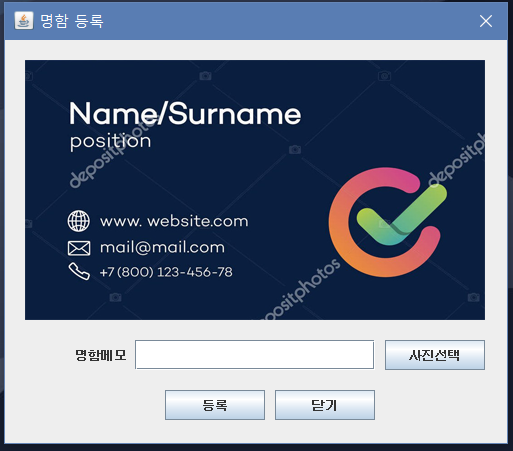 명함 등록
Name/Surname
position
www. website.com
mail@mail.com
+7 (800) 123-456-78
depositphotos
depositphotos
depositphotos
명함메모
사진선택
등록
닫기